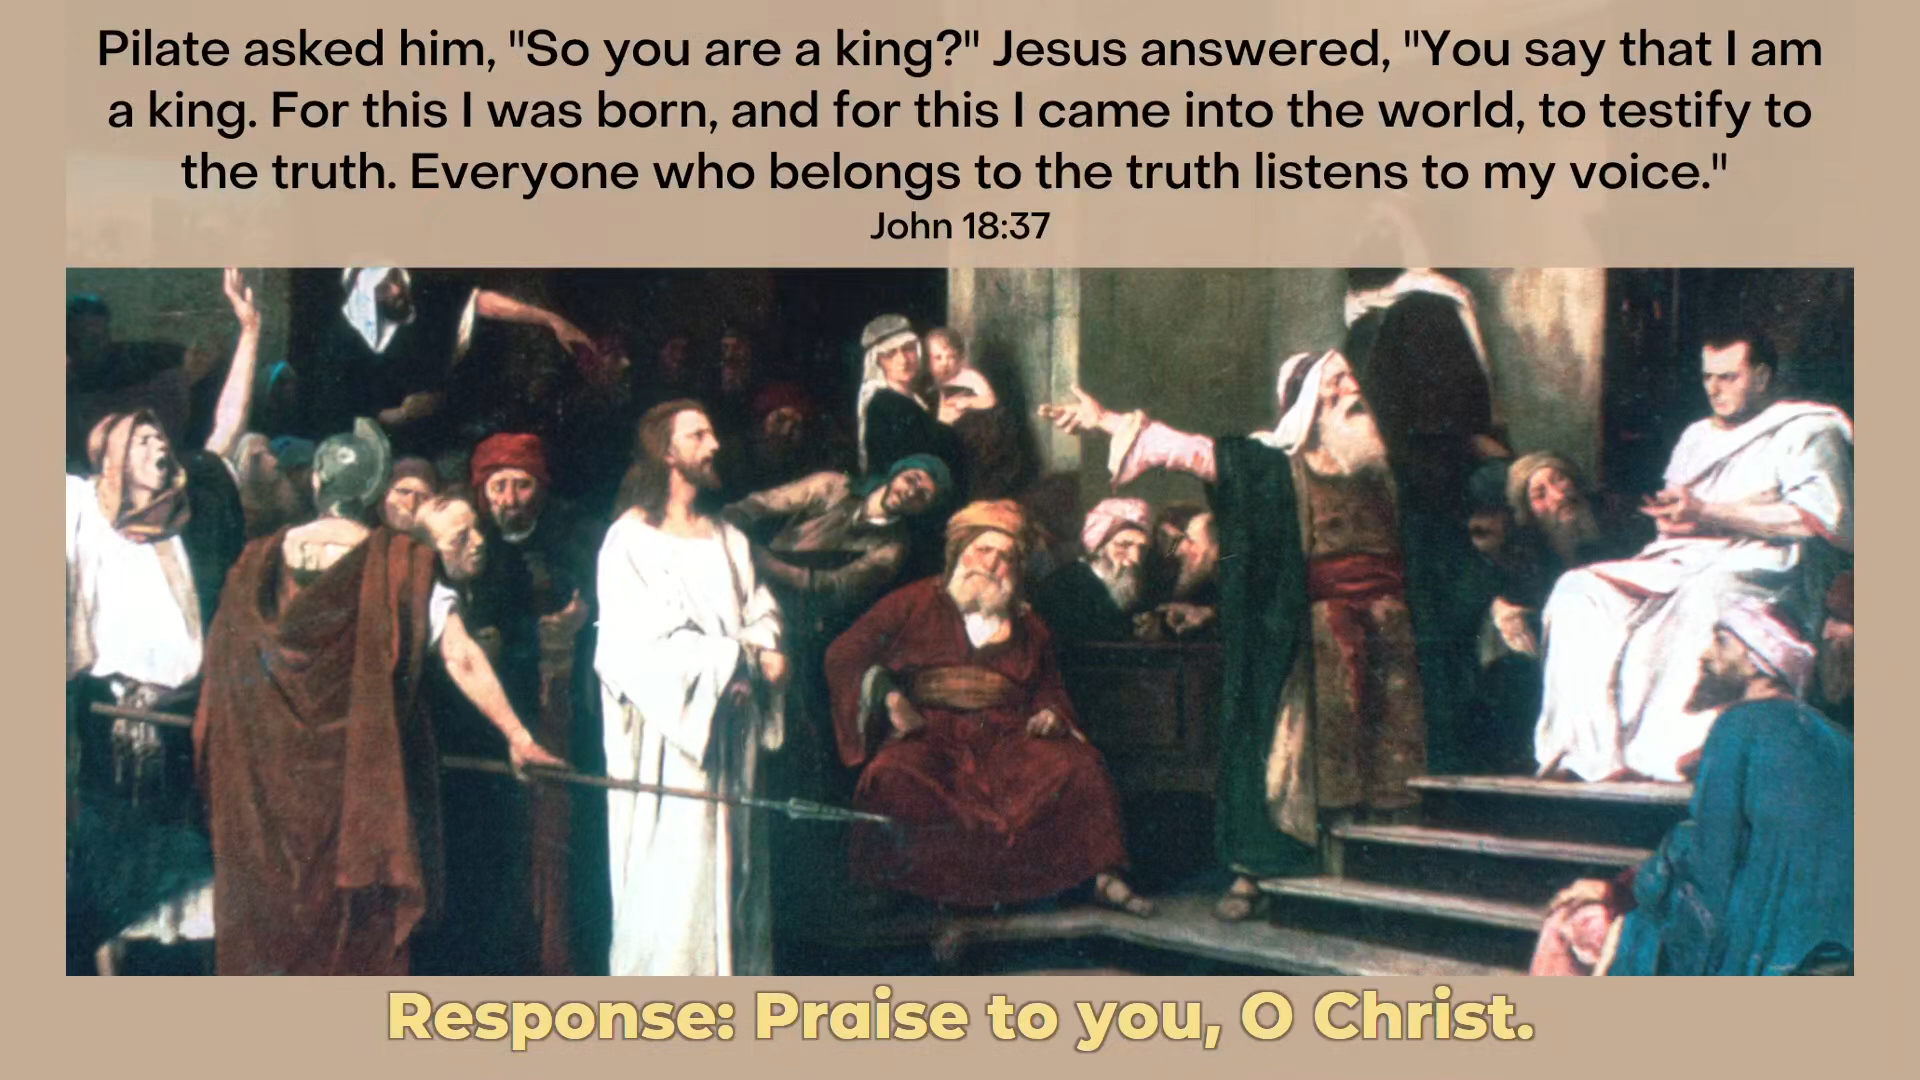 Pilate asked him, "So you are a king?" Jesus answered, "You say that I am
a king. For this I was born, and for this I came into the world, to testify to
the truth. Everyone who belongs to the truth listens to my voice."
John 18:37
Response: Praise to you, O Christ.